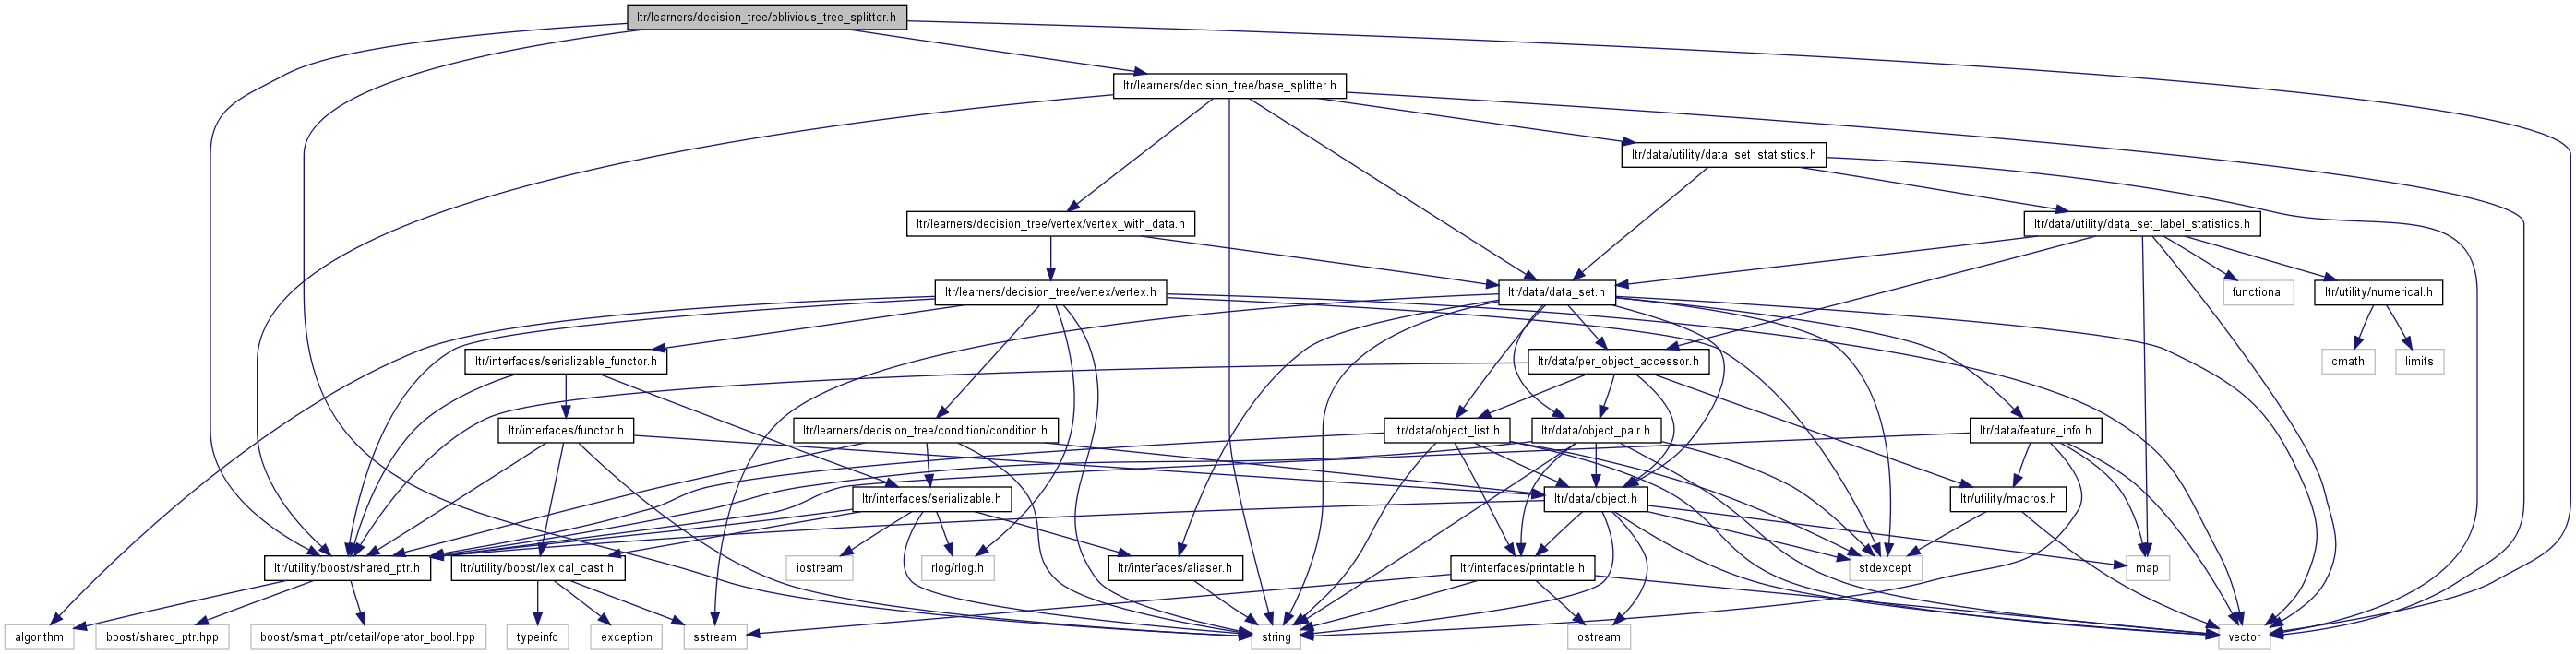 ltr/learners/decision_tree/oblivious_tree_splitter.h
ltr/learners/decision_tree/base_splitter.h
ltr/data/utility/data_set_statistics.h
ltr/learners/decision_tree/vertex/vertex_with_data.h
ltr/data/utility/data_set_label_statistics.h
ltr/learners/decision_tree/vertex/vertex.h
ltr/data/data_set.h
functional
ltr/utility/numerical.h
ltr/interfaces/serializable_functor.h
ltr/data/per_object_accessor.h
cmath
limits
ltr/interfaces/functor.h
ltr/learners/decision_tree/condition/condition.h
ltr/data/object_list.h
ltr/data/object_pair.h
ltr/data/feature_info.h
ltr/interfaces/serializable.h
ltr/data/object.h
ltr/utility/macros.h
ltr/utility/boost/shared_ptr.h
ltr/utility/boost/lexical_cast.h
iostream
rlog/rlog.h
ltr/interfaces/aliaser.h
ltr/interfaces/printable.h
stdexcept
map
algorithm
boost/shared_ptr.hpp
boost/smart_ptr/detail/operator_bool.hpp
typeinfo
exception
sstream
string
ostream
vector